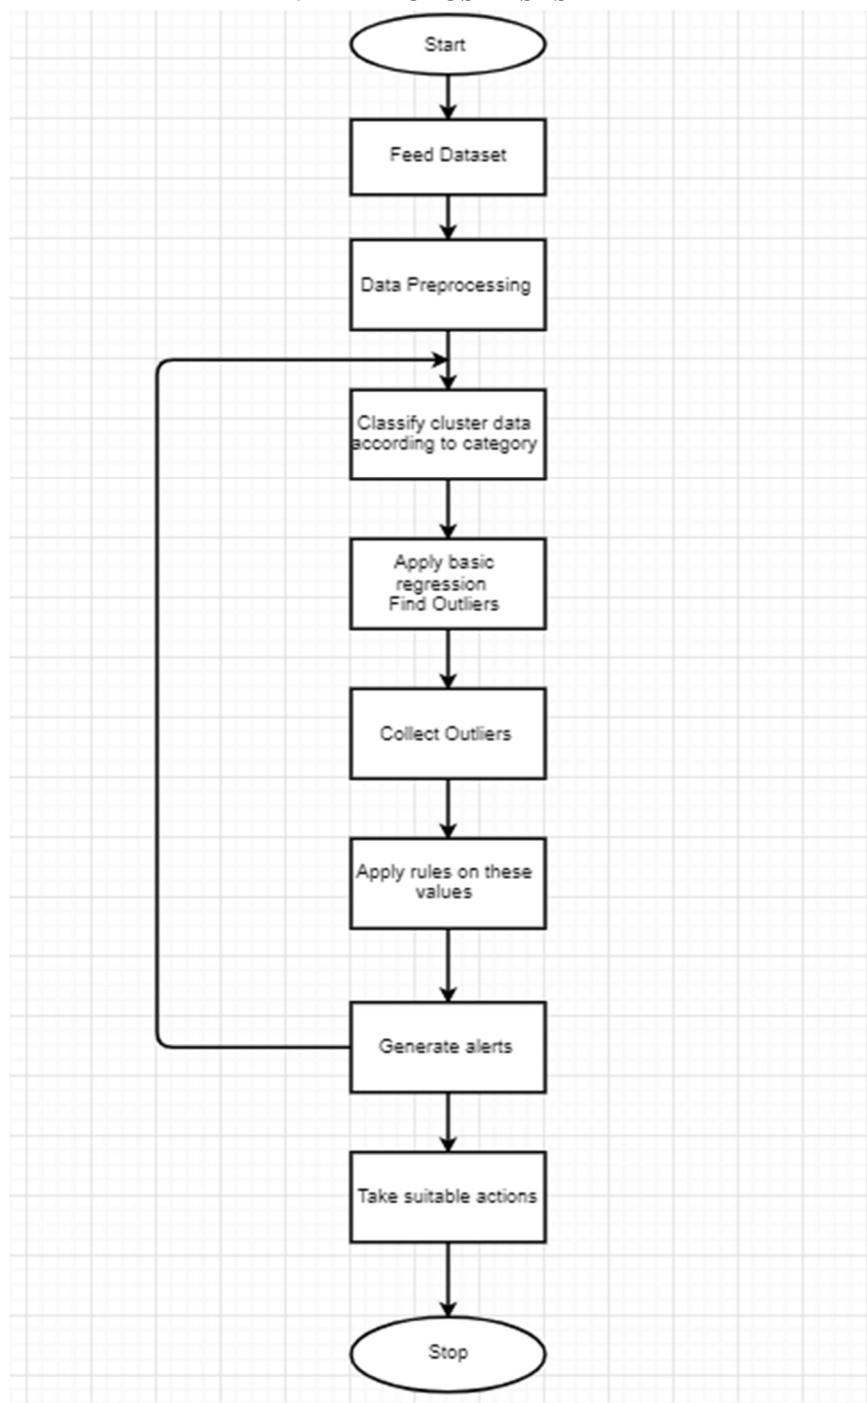 Start
Feed Dataset
Data Preprocessing
Classify cluster data
according to category
Apply basic
regression
Find Outliers
Collect Outliers
Apply rules on these
values
Generate alerts
Take suitable actions
Stop